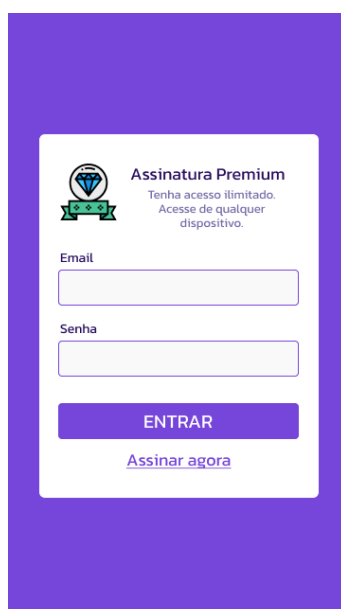 Assinatura Premium
Tenha acesso ilimitado.
Acesse de qualquer
dispositivo.
Email
Senha
ENTRAR
Assinar agora